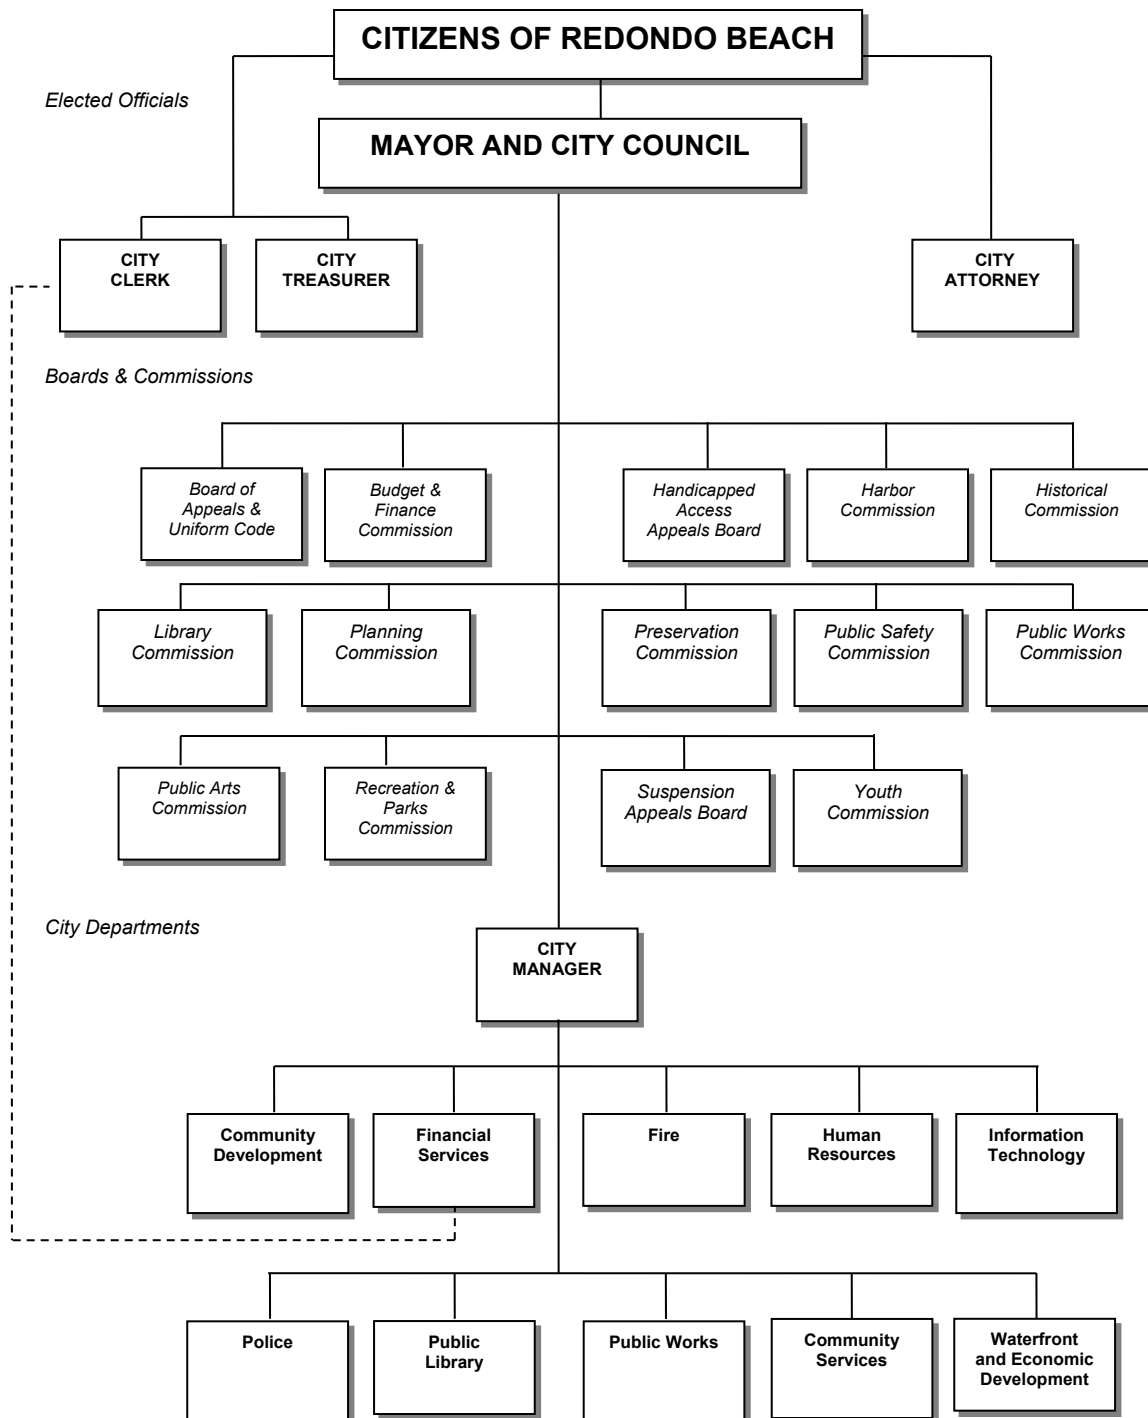 CITIZENS OF REDONDO BEACH
Elected Officials
MAYOR AND CITY COUNCIL
CITY
CLERK
CITY
TREASURER
CITY
ATTORNEY
Boards & Commissions
Board of
Appeals &
Uniform Code
Budget &
Finance
Commission
Handicapped
Access
Appeals Board
Harbor
Commission
Historical
Commission
Library
Commission
Planning
Commission
Preservation
Commission
Public Safety
Commission
Public Works
Commission
Public Arts
Commission
Recreation &
Parks
Commission
Suspension
Appeals Board
Youth
Commission
City Departments
CITY
MANAGER
Community
Development
Financial
Services
Fire
Human
Resources
Information
Technology
Police
Public
Library
Public Works
Community
Services
Waterfront
and Economic
Development